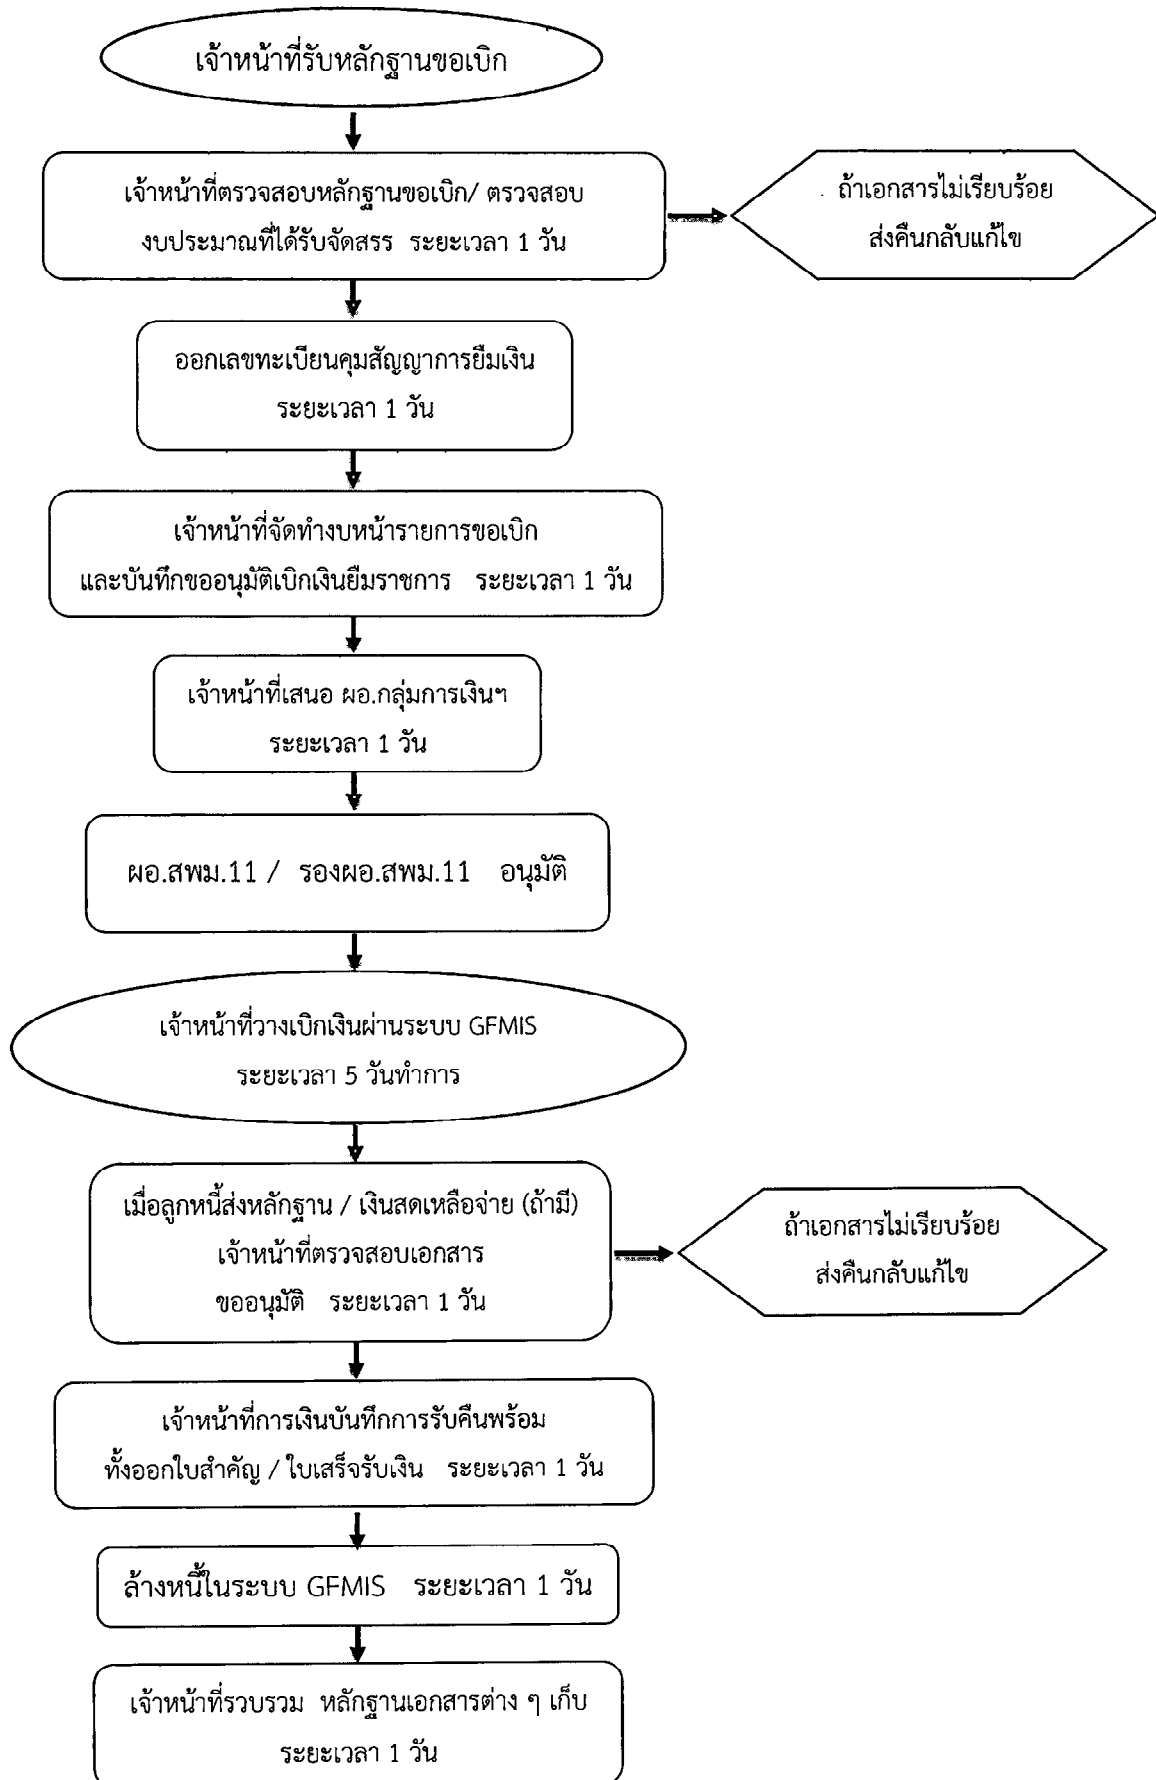 เจ้าหน้าที่รับหลักฐานขอเบิก
เจ้าหน้าที่ตรวจสอบหลักฐานขอเบิก/ ตรวจสอบ
งบประมาณที่ได้รับจัดสรร ระยะเวลา 1 วัน
ถ้าเอกสารไม่เรียบร้อย
ส่งคืนกลับแก้ไข
ออกเลขทะเบียนคุมสัญญาการยืมเงิน
ระยะเวลา 1 วัน
เจ้าหน้าที่จัดทำงบหน้ารายการขอเบิก
และบันทึกขออนุมัติเบิกเงินยืมราชการ ระยะเวลา 1 วัน
เจ้าหน้าที่เสนอ ผอ.กลุ่มการเงินฯ
ระยะเวลา 1 วัน
ผอ.สพม.11 / รองผอ.สพม.11 อนุมัติ
เจ้าหน้าที่วางเบิกเงินผ่านระบบ GFMIS
ระยะเวลา 5 วันทำการ
เมื่อลูกหนี้ส่งหลักฐาน / เงินสดเหลือจ่าย (ถ้ามี)
เจ้าหน้าที่ตรวจสอบเอกสาร
ขออนุมัติ ระยะเวลา 1 วัน
ถ้าเอกสารไม่เรียบร้อย
ส่งคืนกลับแก้ไข
เจ้าหน้าที่การเงินบันทึกการรับคืนพร้อม
ทั้งออกใบสำคัญ / ใบเสร็จรับเงิน ระยะเวลา 1 วัน
ล้างหนี้ในระบบ GFMIS ระยะเวลา 1 วัน
เจ้าหน้าที่รวบรวม หลักฐานเอกสารต่าง ๆ เก็บ
ระยะเวลา 1 วัน